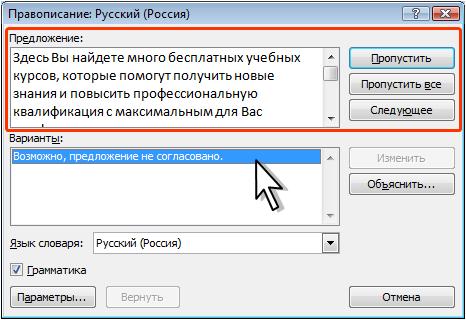 Правописание: Русский (Россия)
Предложение:
Здесь Вы найдете много бесплатных учебных
курсов, которые помогут получить новые
знания и повысить профессиональную
квалификация с максимальным для Вас
Пропустить
Пропустить все
Следующее
Варианты:
Возможно, предложение не согласовано.
Изменить
Объяснить...
Язык словаря: Русский (Россия)
Грамматика
Параметры... Вернуть Отмена